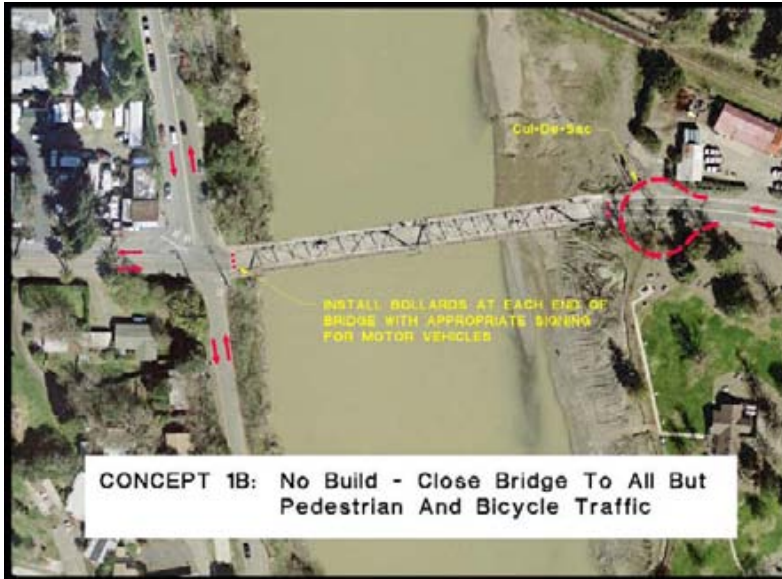 Cul-De-Sac
INSTALL BOLLARDS AT EACH END OF
BRIDGE WITH APPROPRIATE SIGNING
FOR MOTOR VEHICLES
CONCEPT 1B: No Build - Close Bridge To All But
Pedestrian And Bicycle Traffic